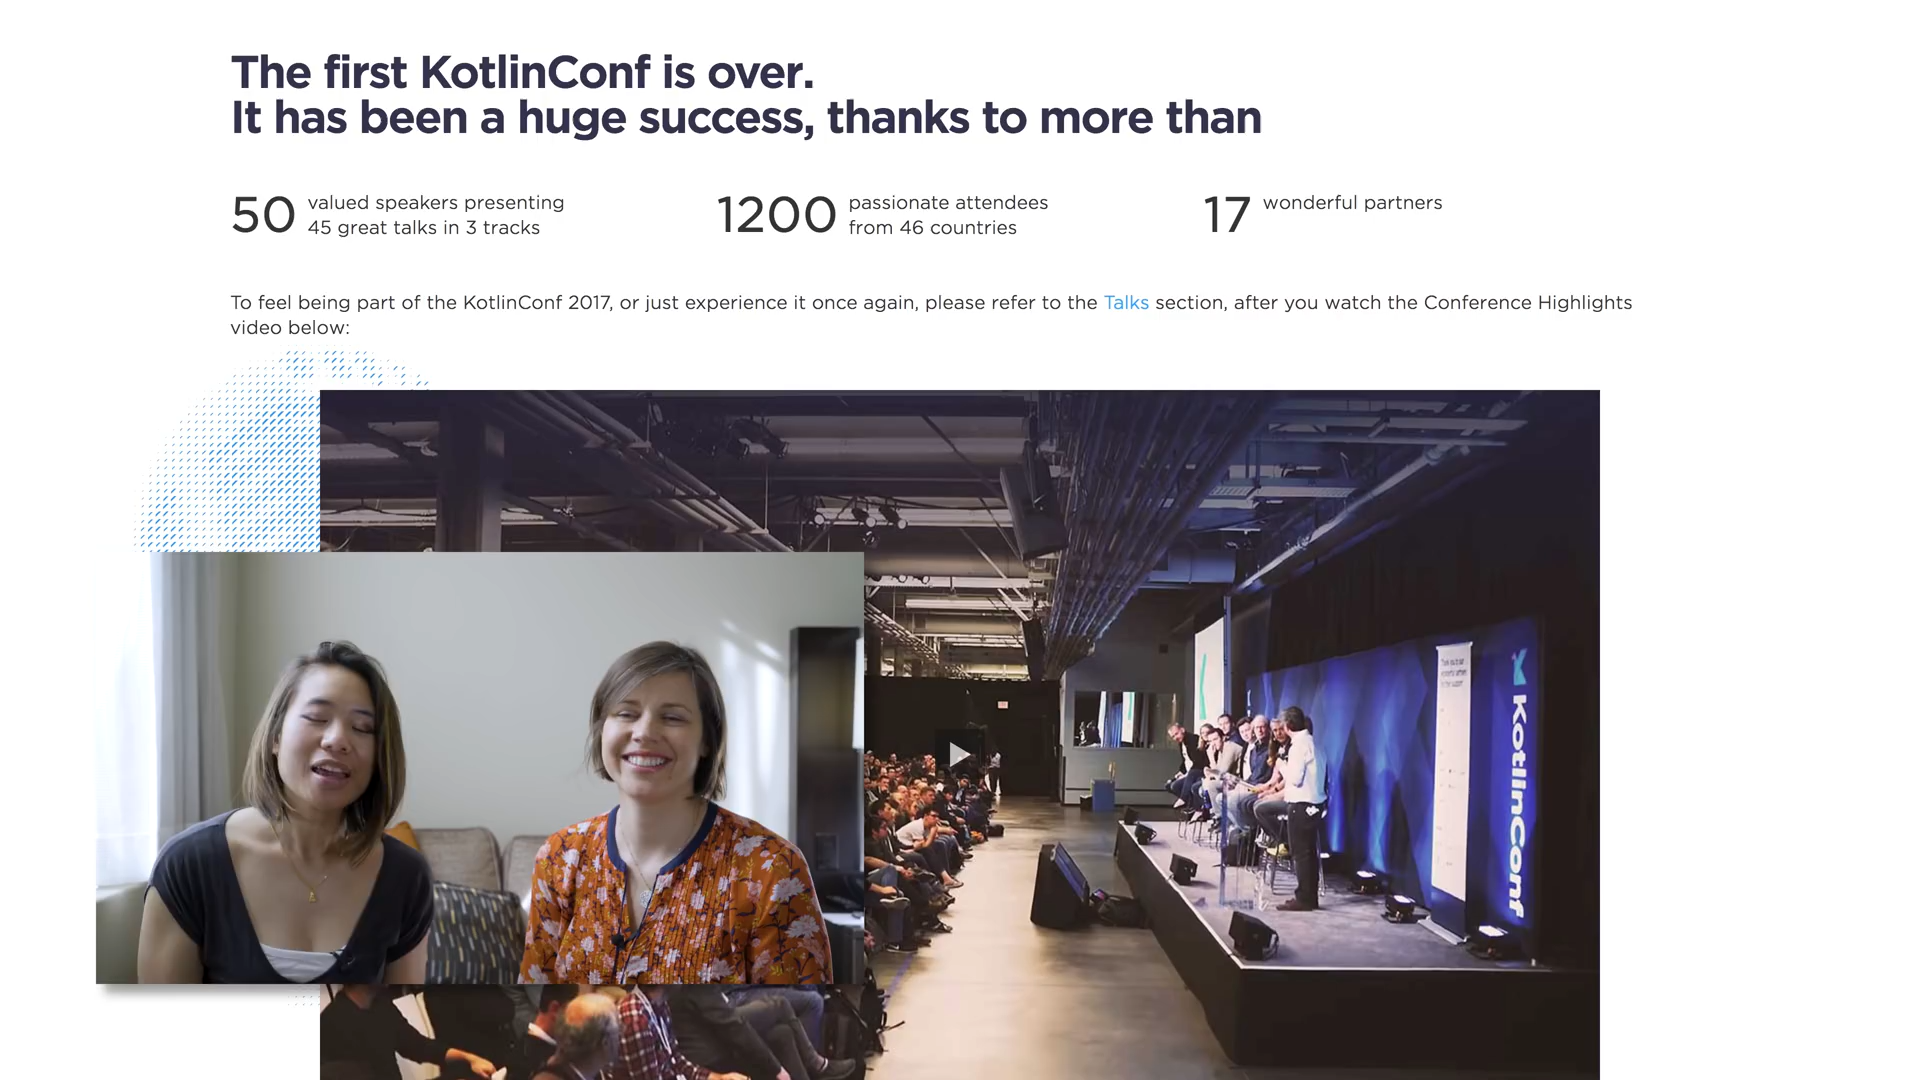 The first KotlinConf is over.
It has been a huge success, thanks to more than
50 valued speakers presenting
45 great talks in 3 tracks
1200 passionate attendees
from 46 countries
17 wonderful partners
To feel being part of the KotlinConf 2017, or just experience it once again, please refer to the Talks section, after you watch the Conference Highlights
video below:
KotlinConf